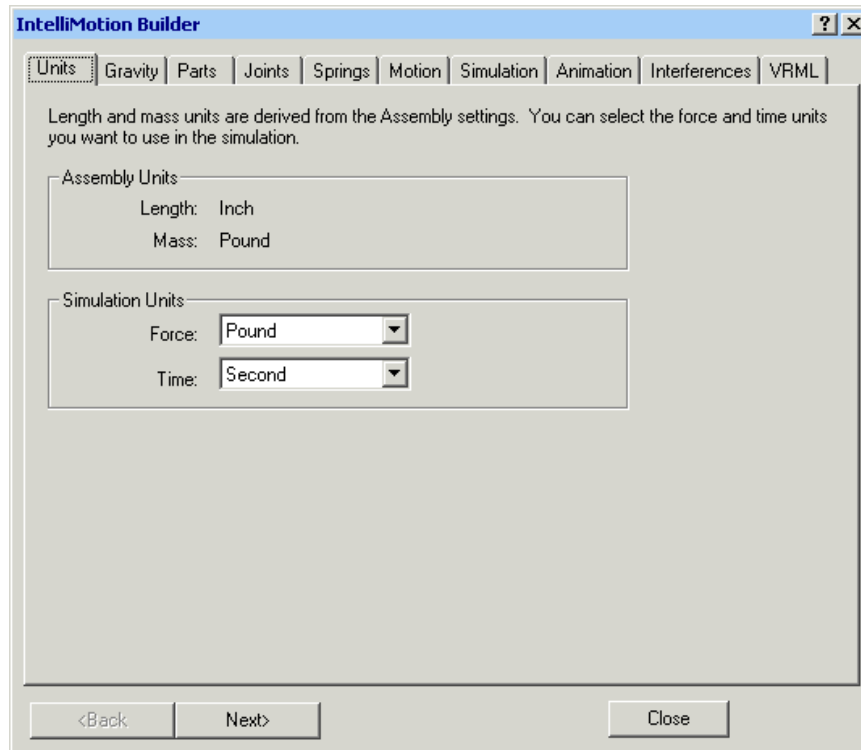 IntelliMotion Builder
Units Gravity Parts Joints Springs Motion Simulation Animation Interferences VRML
Length and mass units are derived from the Assembly settings. You can select the force and time units
you want to use in the simulation.
Assembly Units
Length: Inch
Mass: Pound
Simulation Units
Force: Pound
Time: Second
<Back Next> Close